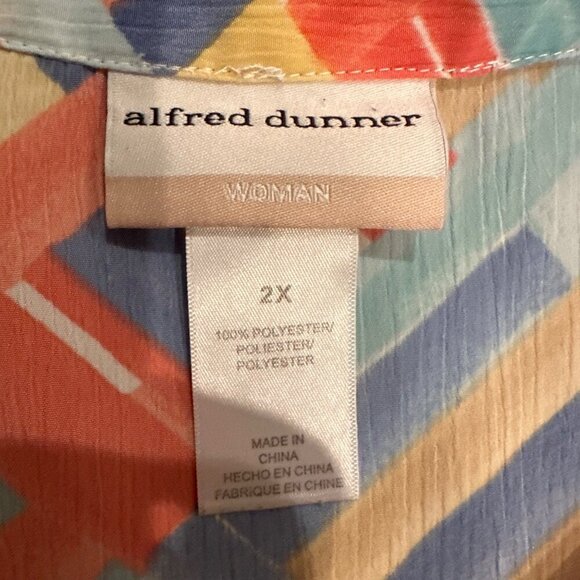 alfred dunner
WOMAN
2X
100% POLYESTER/
POLIESTER/
POLYESTER
MADE IN
CHINA
HECHO EN CHINA
FABRIQUE EN CHINE